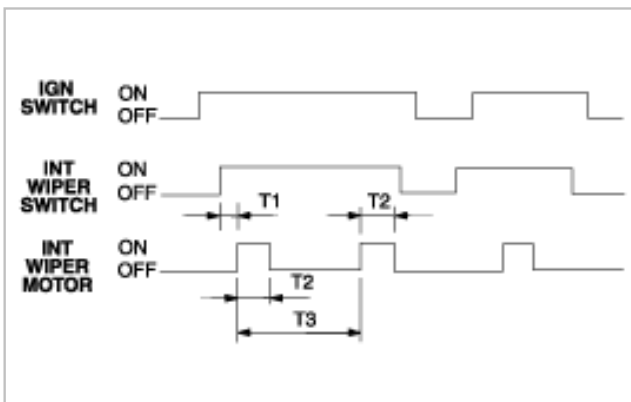 IGN
SWITCH
ON
OFF
INT
WIPER
SWITCH
ON
OFF
T1
T2
INT
WIPER
MOTOR
ON
OFF
T2
T3